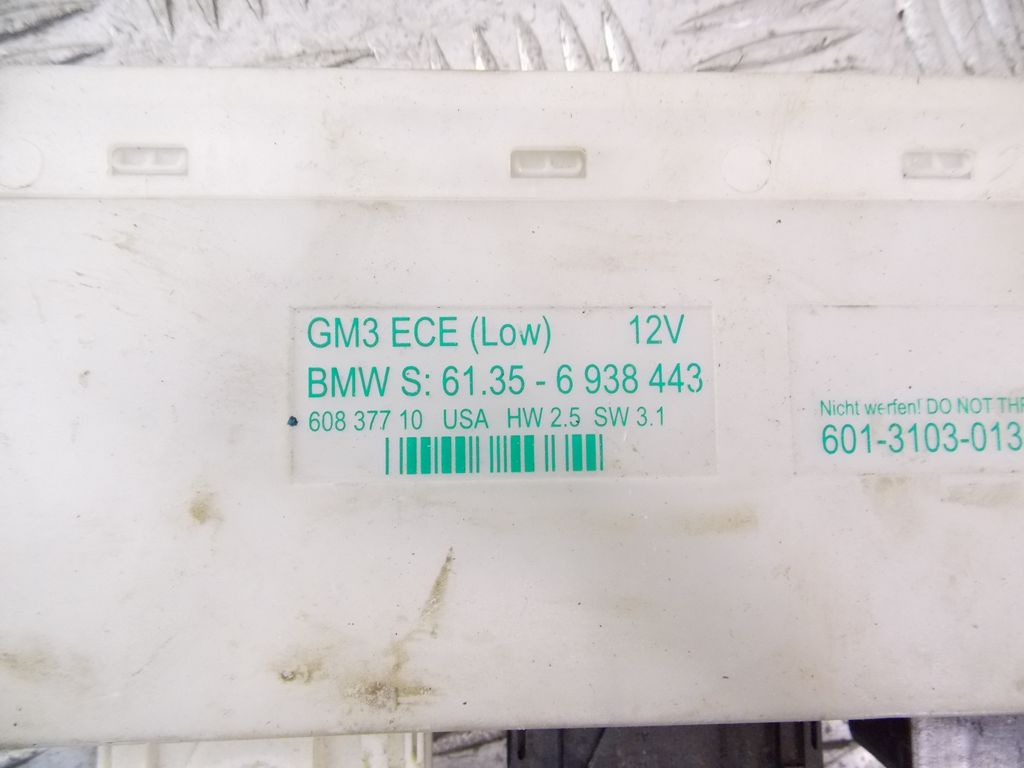 GM3 ECE (Low) 12V
BMW S: 61.35 - 6 938 443
608 377 10 USA HW 2.5 SW 3.1
Nicht werfen! DO NOT THR
601-3103-013